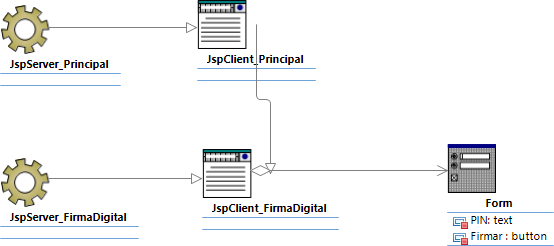 JspServer_Principal
JspClient_Principal
JspServer_FirmaDigital
JspClient_FirmaDigital
Form
PIN: text
Firmar : button